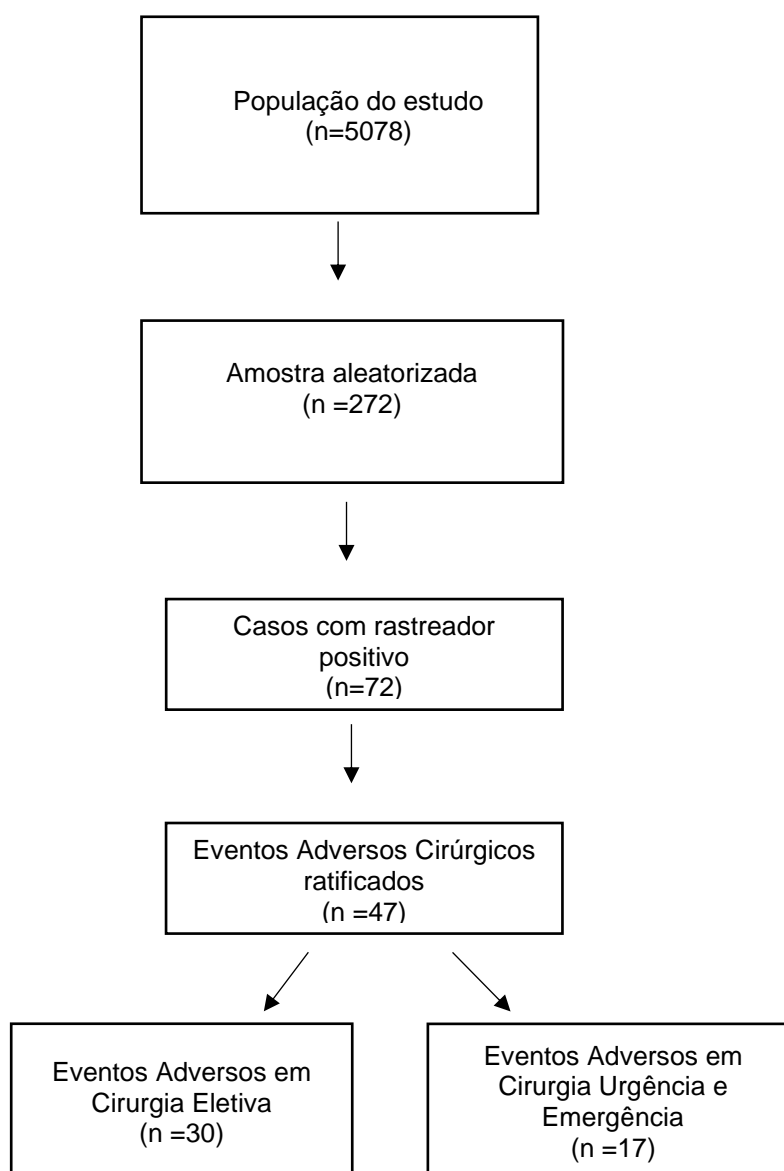 População do estudo
(n=5078)
Amostra aleatorizada
(n =272)
Casos com rastreador
positivo
(n=72)
Eventos Adversos Cirúrgicos
ratificados
(n =47)
Eventos Adversos em
Cirurgia Eletiva
(n =30)
Eventos Adversos em
Cirurgia Urgência e
Emergência
(n =17)